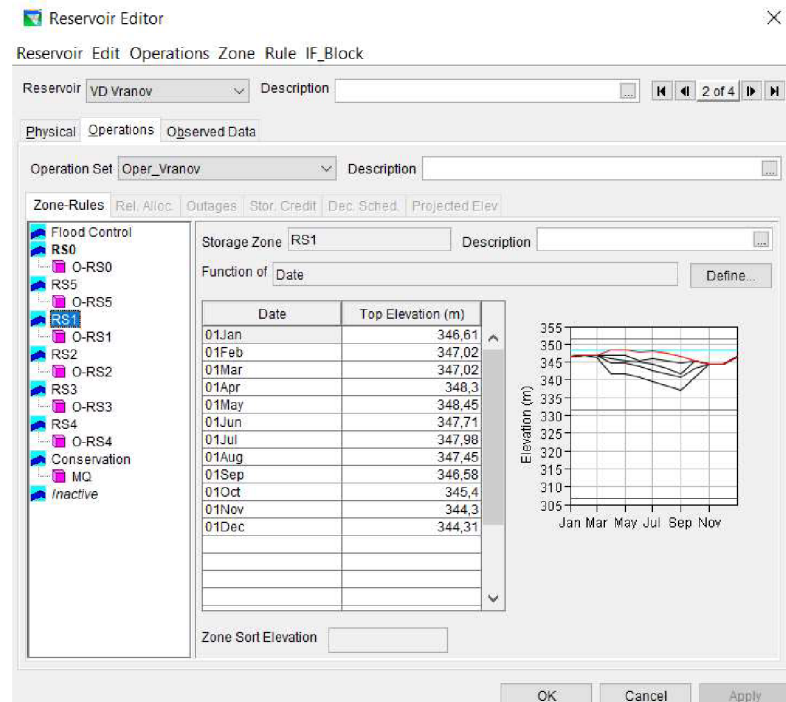 Reservoir Editor
Reservoir Edit Operations Zone Rule IF_Block
Reservoir VD Vranov Description ... 2 of 4
Physical Operations Observed Data
Operation Set Oper_Vranov Description ...
Zone-Rules Rel. Alloc. Outages Stor. Credit Dec. Sched. Projected Elev
Flood Control
RS0
O-RS0
RS5
O-RS5
RS1
O-RS1
RS2
O-RS2
RS3
O-RS3
RS4
O-RS4
Conservation
MQ
Inactive
Storage Zone RS1 Description ...
Function of Date Define...
Date Top Elevation (m)
01Jan 346,61
01Feb 347,02
01Mar 347,02
01Apr 348,3
01May 348,45
01Jun 347,71
01Jul 347,98
01Aug 347,45
01Sep 346,58
01Oct 345,4
01Nov 344,3
01Dec 344,31
Elevation (m)
355
350
345
340
335
330
325
320
315
310
305
Jan Mar May Jul Sep Nov
Zone Sort Elevation
OK Cancel Apply